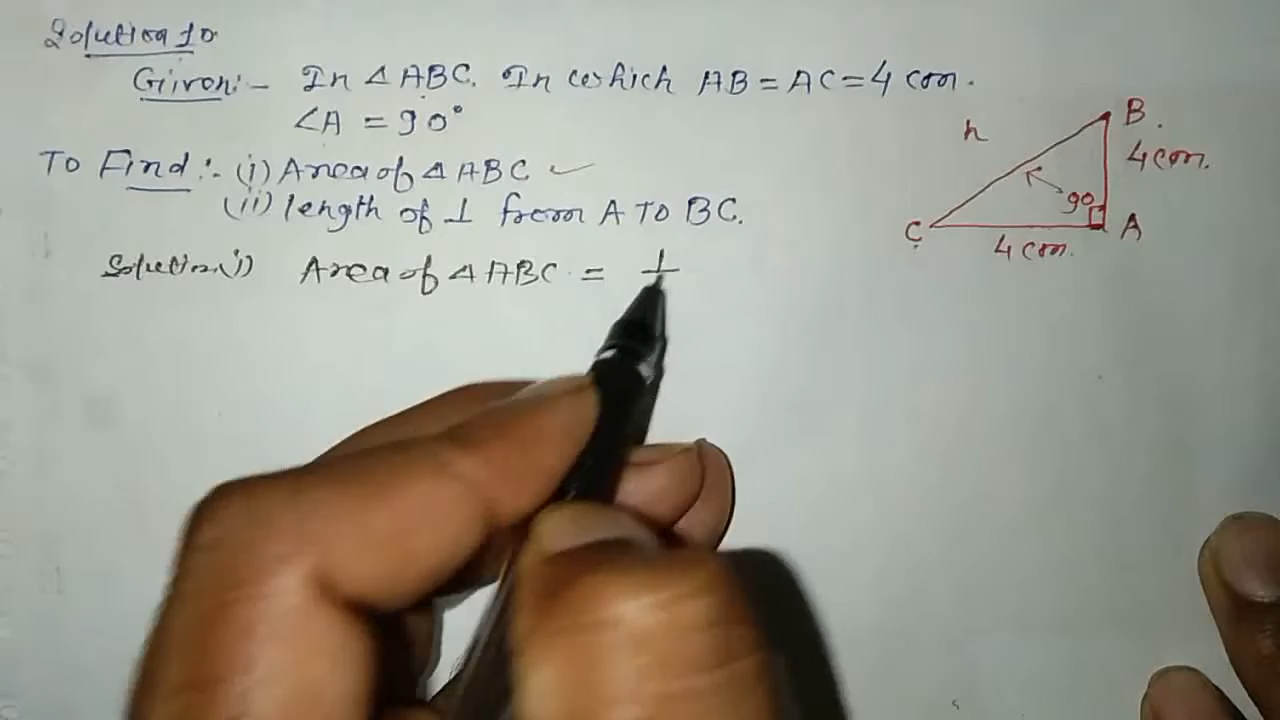 Solution 10
Given:- In △ABC. In which AB = AC = 4 cm.
∠A = 90°
To Find:- (i) Area of △ABC ✓
(ii) length of ⊥ from A TO BC.
Solution(i) Area of △ABC = 1
B.
h
4cm.
90
C
A
4cm.